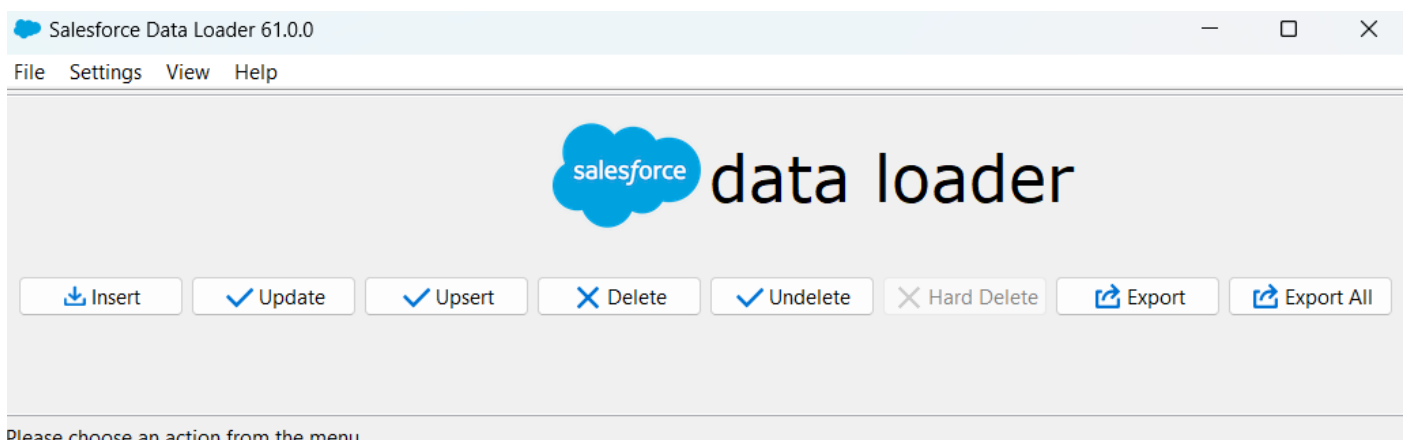 Salesforce Data Loader 61.0.0
File Settings View Help
salesforce data loader
Insert Update Upsert Delete Undelete Hard Delete Export Export All
Please choose an action from the menu